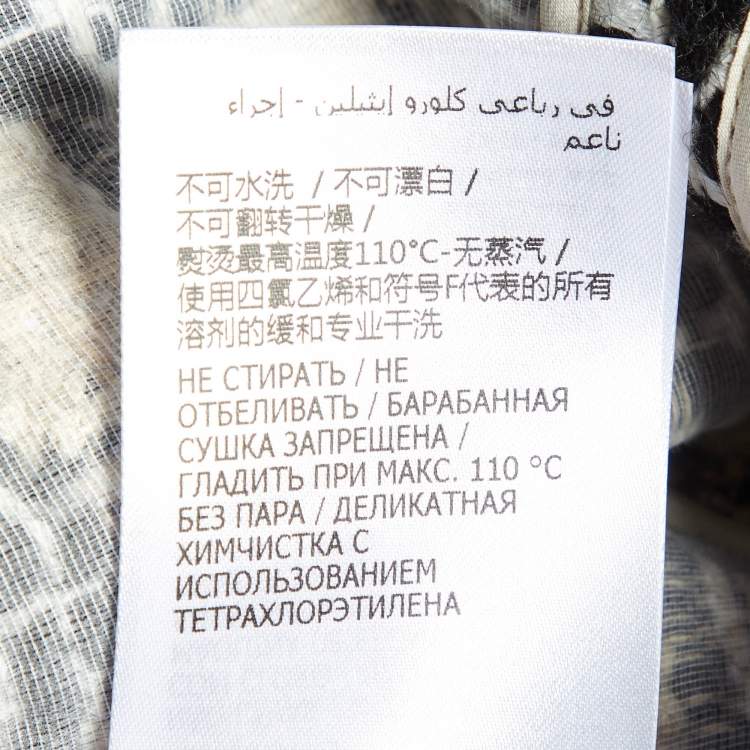 في رباعي كلورو إيثيلين - إجراء
ناعم
不可水洗 / 不可漂白 /
不可翻转干燥 /
熨烫最高温度110°C-无蒸汽 /
使用四氯乙烯和符号F代表的所有
溶剂的缓和专业干洗
НЕ СТИРАТЬ / НЕ
ОТБЕЛИВАТЬ / БАРАБАННАЯ
СУШКА ЗАПРЕЩЕНА /
ГЛАДИТЬ ПРИ МАКС. 110 °C
БЕЗ ПАРА / ДЕЛИКАТНАЯ
ХИМЧИСТКА С
ИСПОЛЬЗОВАНИЕМ
ТЕТРАХЛОРЭТИЛЕНА